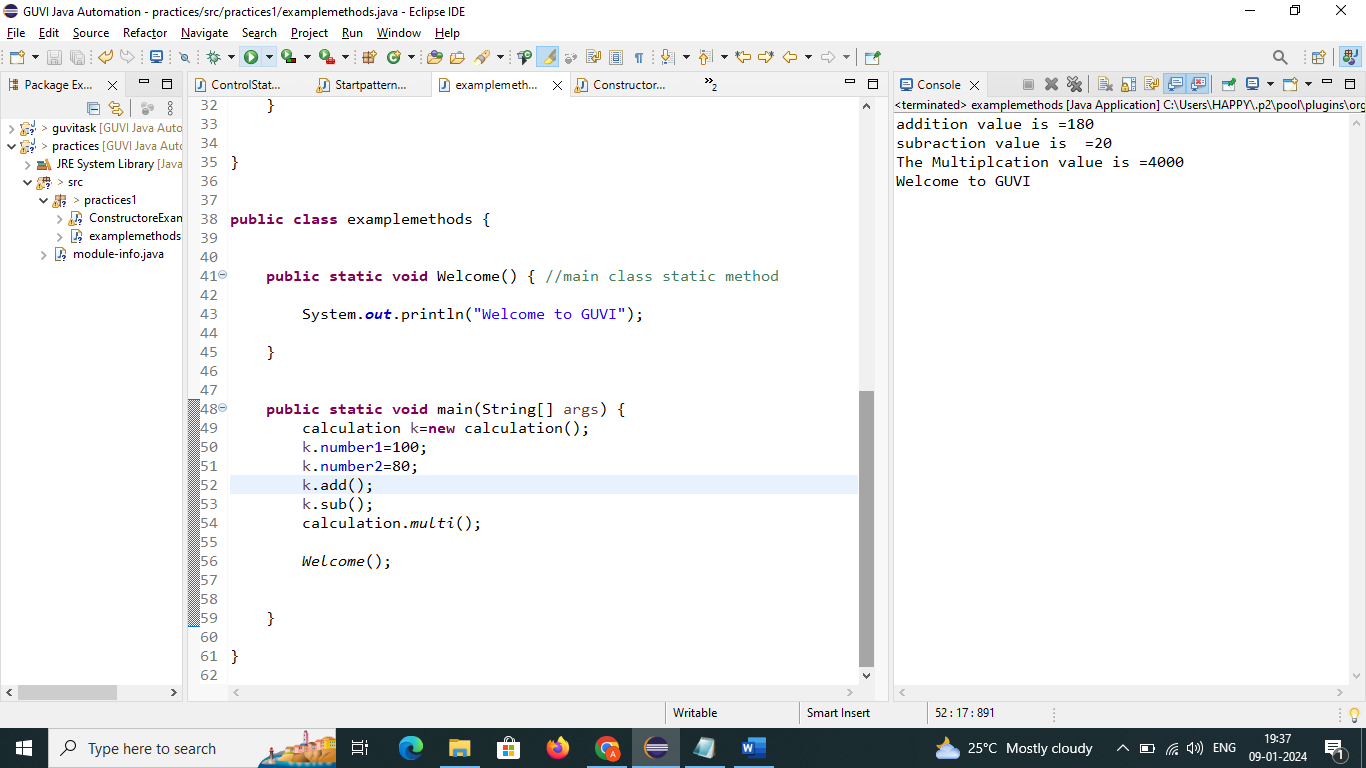 GUVI Java Automation - practices/src/practices1/examplemethods.java - Eclipse IDE
File Edit Source Refactor Navigate Search Project Run Window Help
Package Ex...
ControlStat...
Startpattern...
examplemeth...
Constructor...
»2
Console
> guvitask [GUVI Java Auto
> practices [GUVI Java Auto
JRE System Library [Java
> src
> practices1
ConstructoreExan
examplemethods
module-info.java
32     }
33
34
35 }
36
37
38 public class examplemethods {
39
40
41     public static void Welcome() { //main class static method
42
43         System.out.println("Welcome to GUVI");
44
45     }
46
47
48     public static void main(String[] args) {
49         calculation k=new calculation();
50         k.number1=100;
51         k.number2=80;
52         k.add();
53         k.sub();
54         calculation.multi();
55
56         Welcome();
57
58
59     }
60
61 }
62
<terminated> examplemethods [Java Application] C:\Users\HAPPY\.p2\pool\plugins\org
addition value is =180
subraction value is  =20
The Multiplcation value is =4000
Welcome to GUVI
Writable
Smart Insert
52 : 17 : 891
Type here to search
25°C Mostly cloudy
ENG
19:37
09-01-2024
1